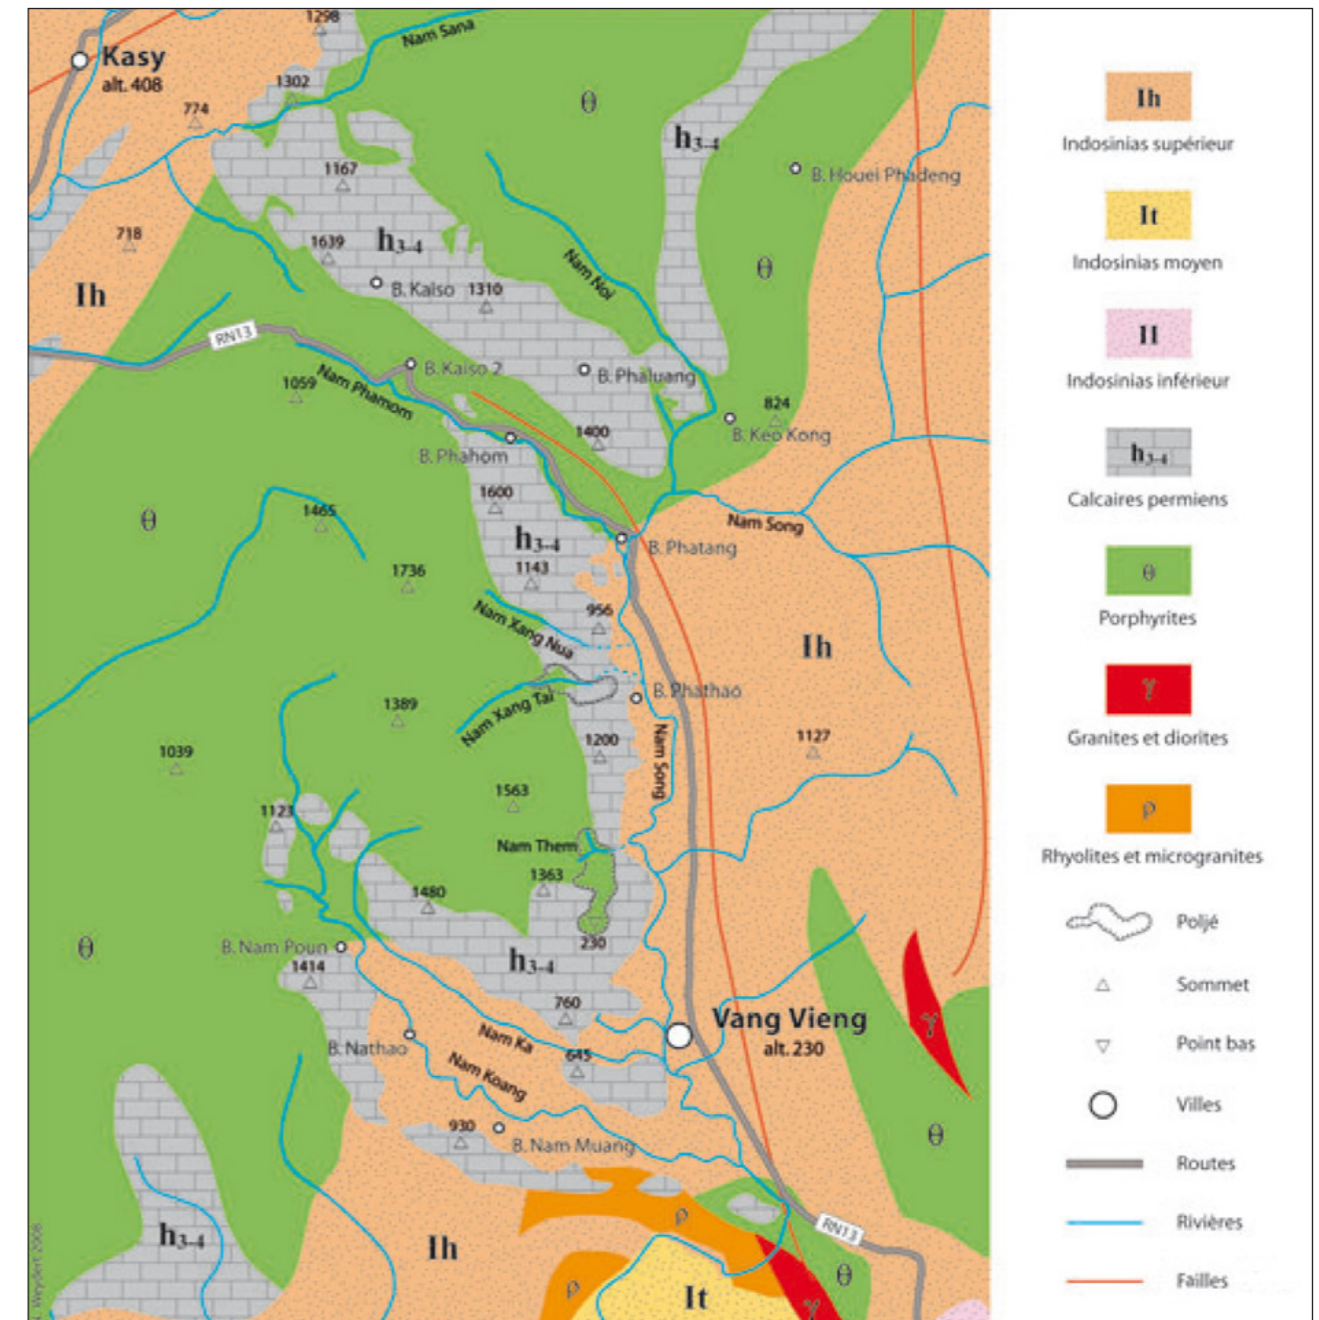 1298
Nam Sana
Kasy
alt. 408
1302
774
θ
h3-4
1167
B. Houei Phadeng
718
1639
h3-4
Nam Noi
θ
Ih
B. Kaiso
1310
RN13
1059
Nam Phamom
B. Kaiso 2
B. Phaluang
824
B. Keo Kong
1400
B. Phahom
1600
θ
1465
h3-4
Nam Song
B. Phatang
1143
1736
956
Nam Xang Nua
Ih
B. Phathao
Nam Xang Tai
1389
1039
1200
Nam Song
1127
1563
1123
Nam Them
1363
1480
θ
B. Nam Poun
230
h3-4
1414
760
Vang Vieng
alt. 230
γ
B. Nathao
Nam Ka
645
Nam Koang
930
B. Nam Muang
θ
h3-4
ρ
RN13
Ih
ρ
It
θ
γ
Weydert 2008
Ih
Indosinias supérieur
It
Indosinias moyen
II
Indosinias inférieur
h3-4
Calcaires permiens
θ
Porphyrites
γ
Granites et diorites
ρ
Rhyolites et microgranites
Poljé
Sommet
Point bas
Villes
Routes
Rivières
Failles